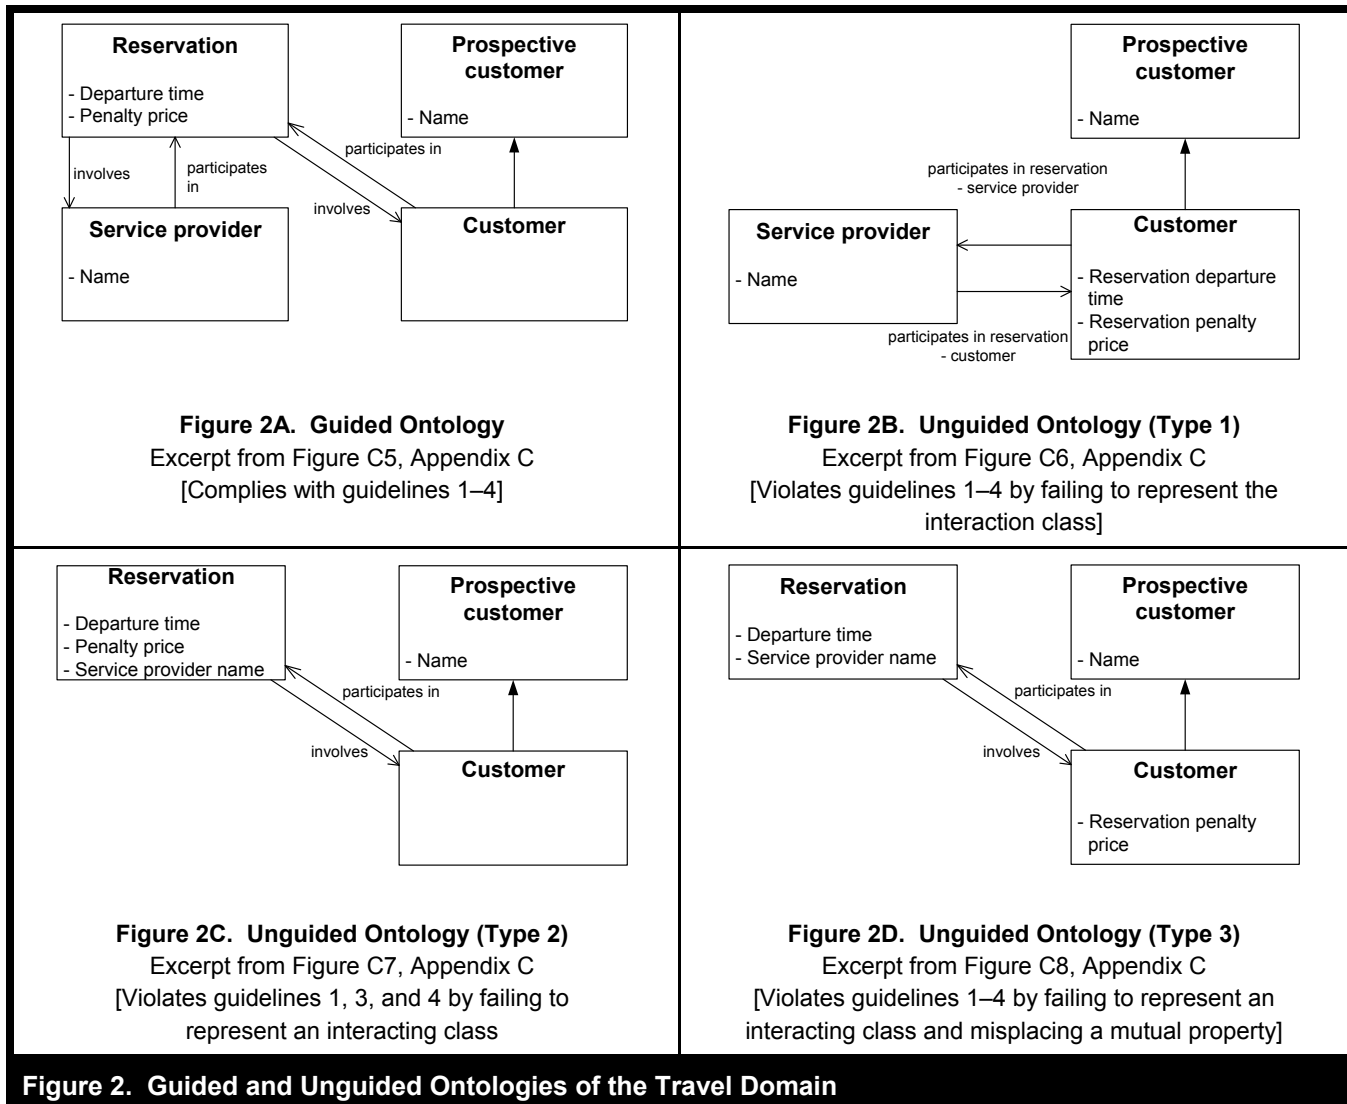 Reservation
- Departure time
- Penalty price
Prospective
customer
- Name
participates in
involves
participates
in
involves
Service provider
- Name
Customer
Figure 2A. Guided Ontology
Excerpt from Figure C5, Appendix C
[Complies with guidelines 1–4]
Prospective
customer
- Name
participates in reservation
- service provider
Service provider
- Name
Customer
- Reservation departure
time
- Reservation penalty
price
participates in reservation
- customer
Figure 2B. Unguided Ontology (Type 1)
Excerpt from Figure C6, Appendix C
[Violates guidelines 1–4 by failing to represent the
interaction class]
Reservation
- Departure time
- Penalty price
- Service provider name
Prospective
customer
- Name
participates in
involves
Customer
Figure 2C. Unguided Ontology (Type 2)
Excerpt from Figure C7, Appendix C
[Violates guidelines 1, 3, and 4 by failing to
represent an interacting class
Reservation
- Departure time
- Service provider name
Prospective
customer
- Name
participates in
involves
Customer
- Reservation penalty
price
Figure 2D. Unguided Ontology (Type 3)
Excerpt from Figure C8, Appendix C
[Violates guidelines 1–4 by failing to represent an
interacting class and misplacing a mutual property]
Figure 2. Guided and Unguided Ontologies of the Travel Domain